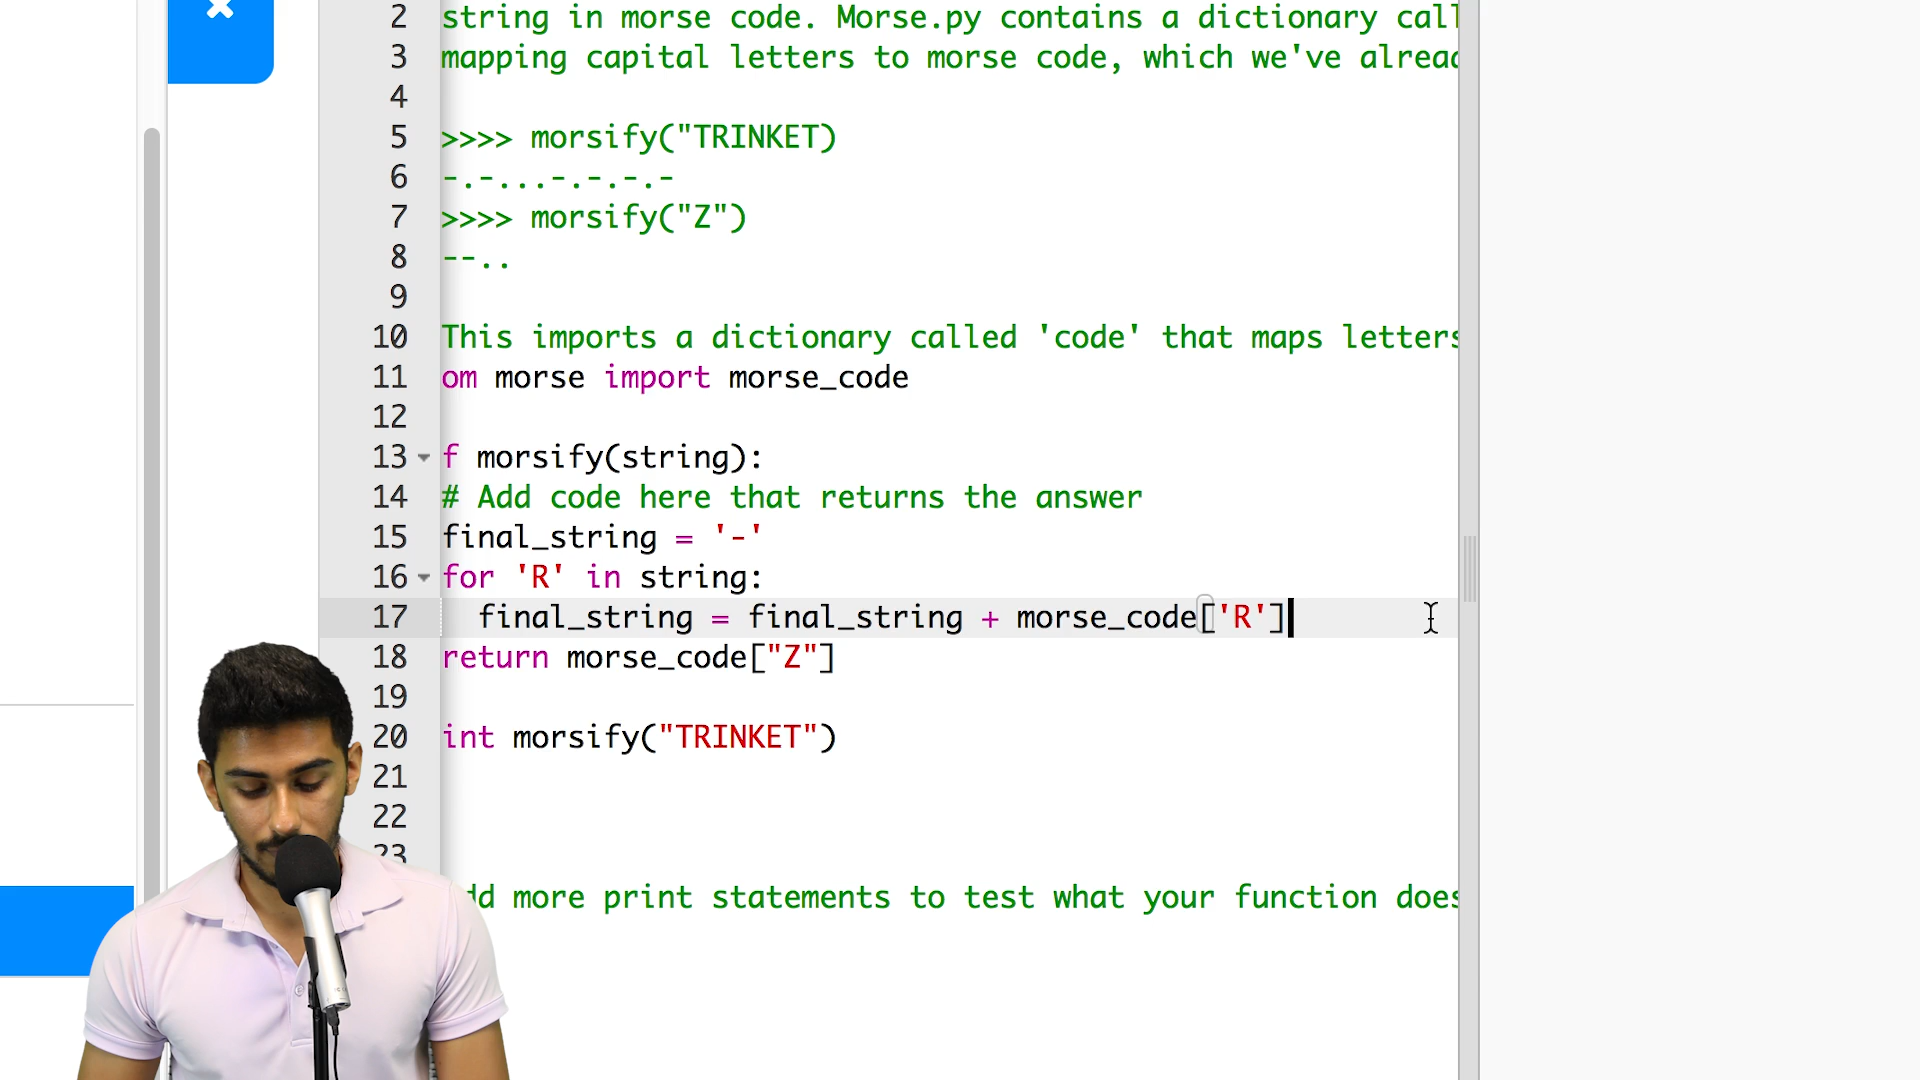 2 string in morse code. Morse.py contains a dictionary call
3 mapping capital letters to morse code, which we've alread
4
5 >>>> morsify("TRINKET)
6 -.-...-.-.-.-
7 >>>> morsify("Z")
8 --..
9
10 This imports a dictionary called 'code' that maps letters
11 om morse import morse_code
12
13 f morsify(string):
14 # Add code here that returns the answer
15 final_string = '-'
16 for 'R' in string:
17 final_string = final_string + morse_code['R']
18 return morse_code["Z"]
19
20 int morsify("TRINKET")
21
22
23
dd more print statements to test what your function does